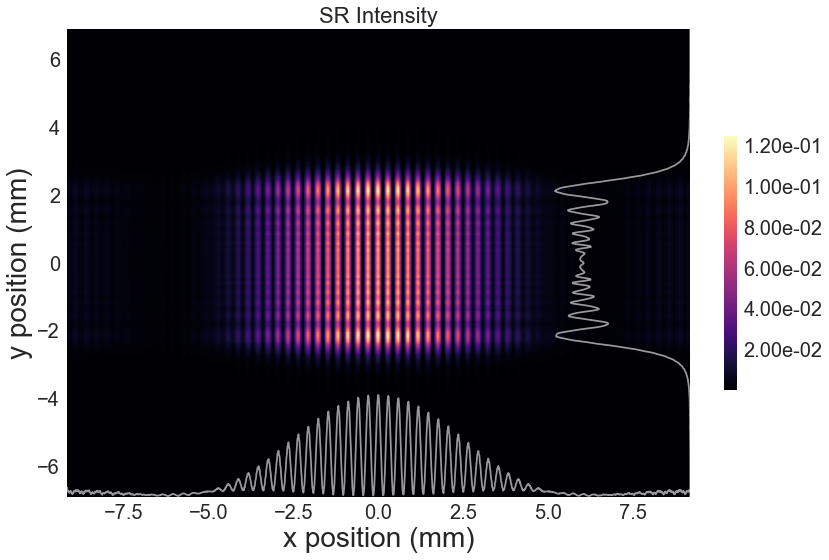 SR Intensity
6
4
2
0
−2
−4
−6
y position (mm)
−7.5 −5.0 −2.5 0.0 2.5 5.0 7.5
x position (mm)
1.20e-01
1.00e-01
8.00e-02
6.00e-02
4.00e-02
2.00e-02